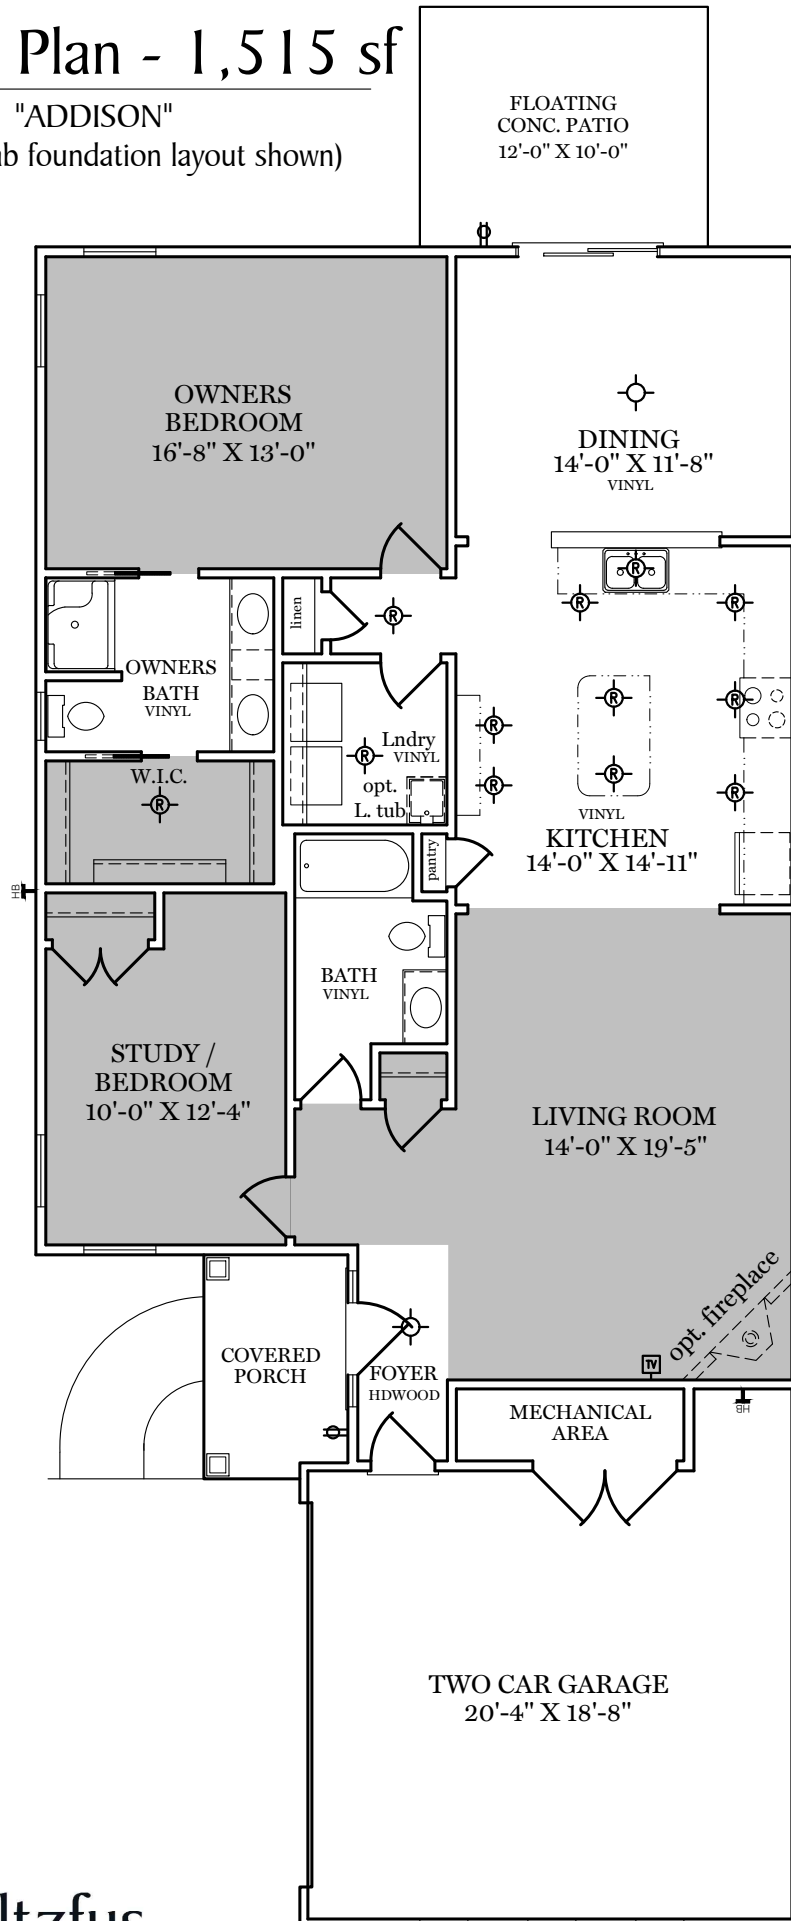 Plan - 1,515 sf
"ADDISON"
foundation layout shown)
FLOATING
CONC. PATIO
12'-0" X 10'-0"
OWNERS
BEDROOM
16'-8" X 13'-0"
DINING
14'-0" X 11'-8"
VINYL
R
R
R
R
linen
OWNERS
BATH
VINYL
R
R
R
R
Lndry
VINYL
R
R
R
W.I.C.
R
opt.
L. tub
VINYL
KITCHEN
14'-0" X 14'-11"
pantry
HB
BATH
VINYL
STUDY /
BEDROOM
10'-0" X 12'-4"
LIVING ROOM
14'-0" X 19'-5"
opt. fireplace
TV
COVERED
PORCH
FOYER
HDWOOD
HB
MECHANICAL
AREA
TWO CAR GARAGE
20'-4" X 18'-8"